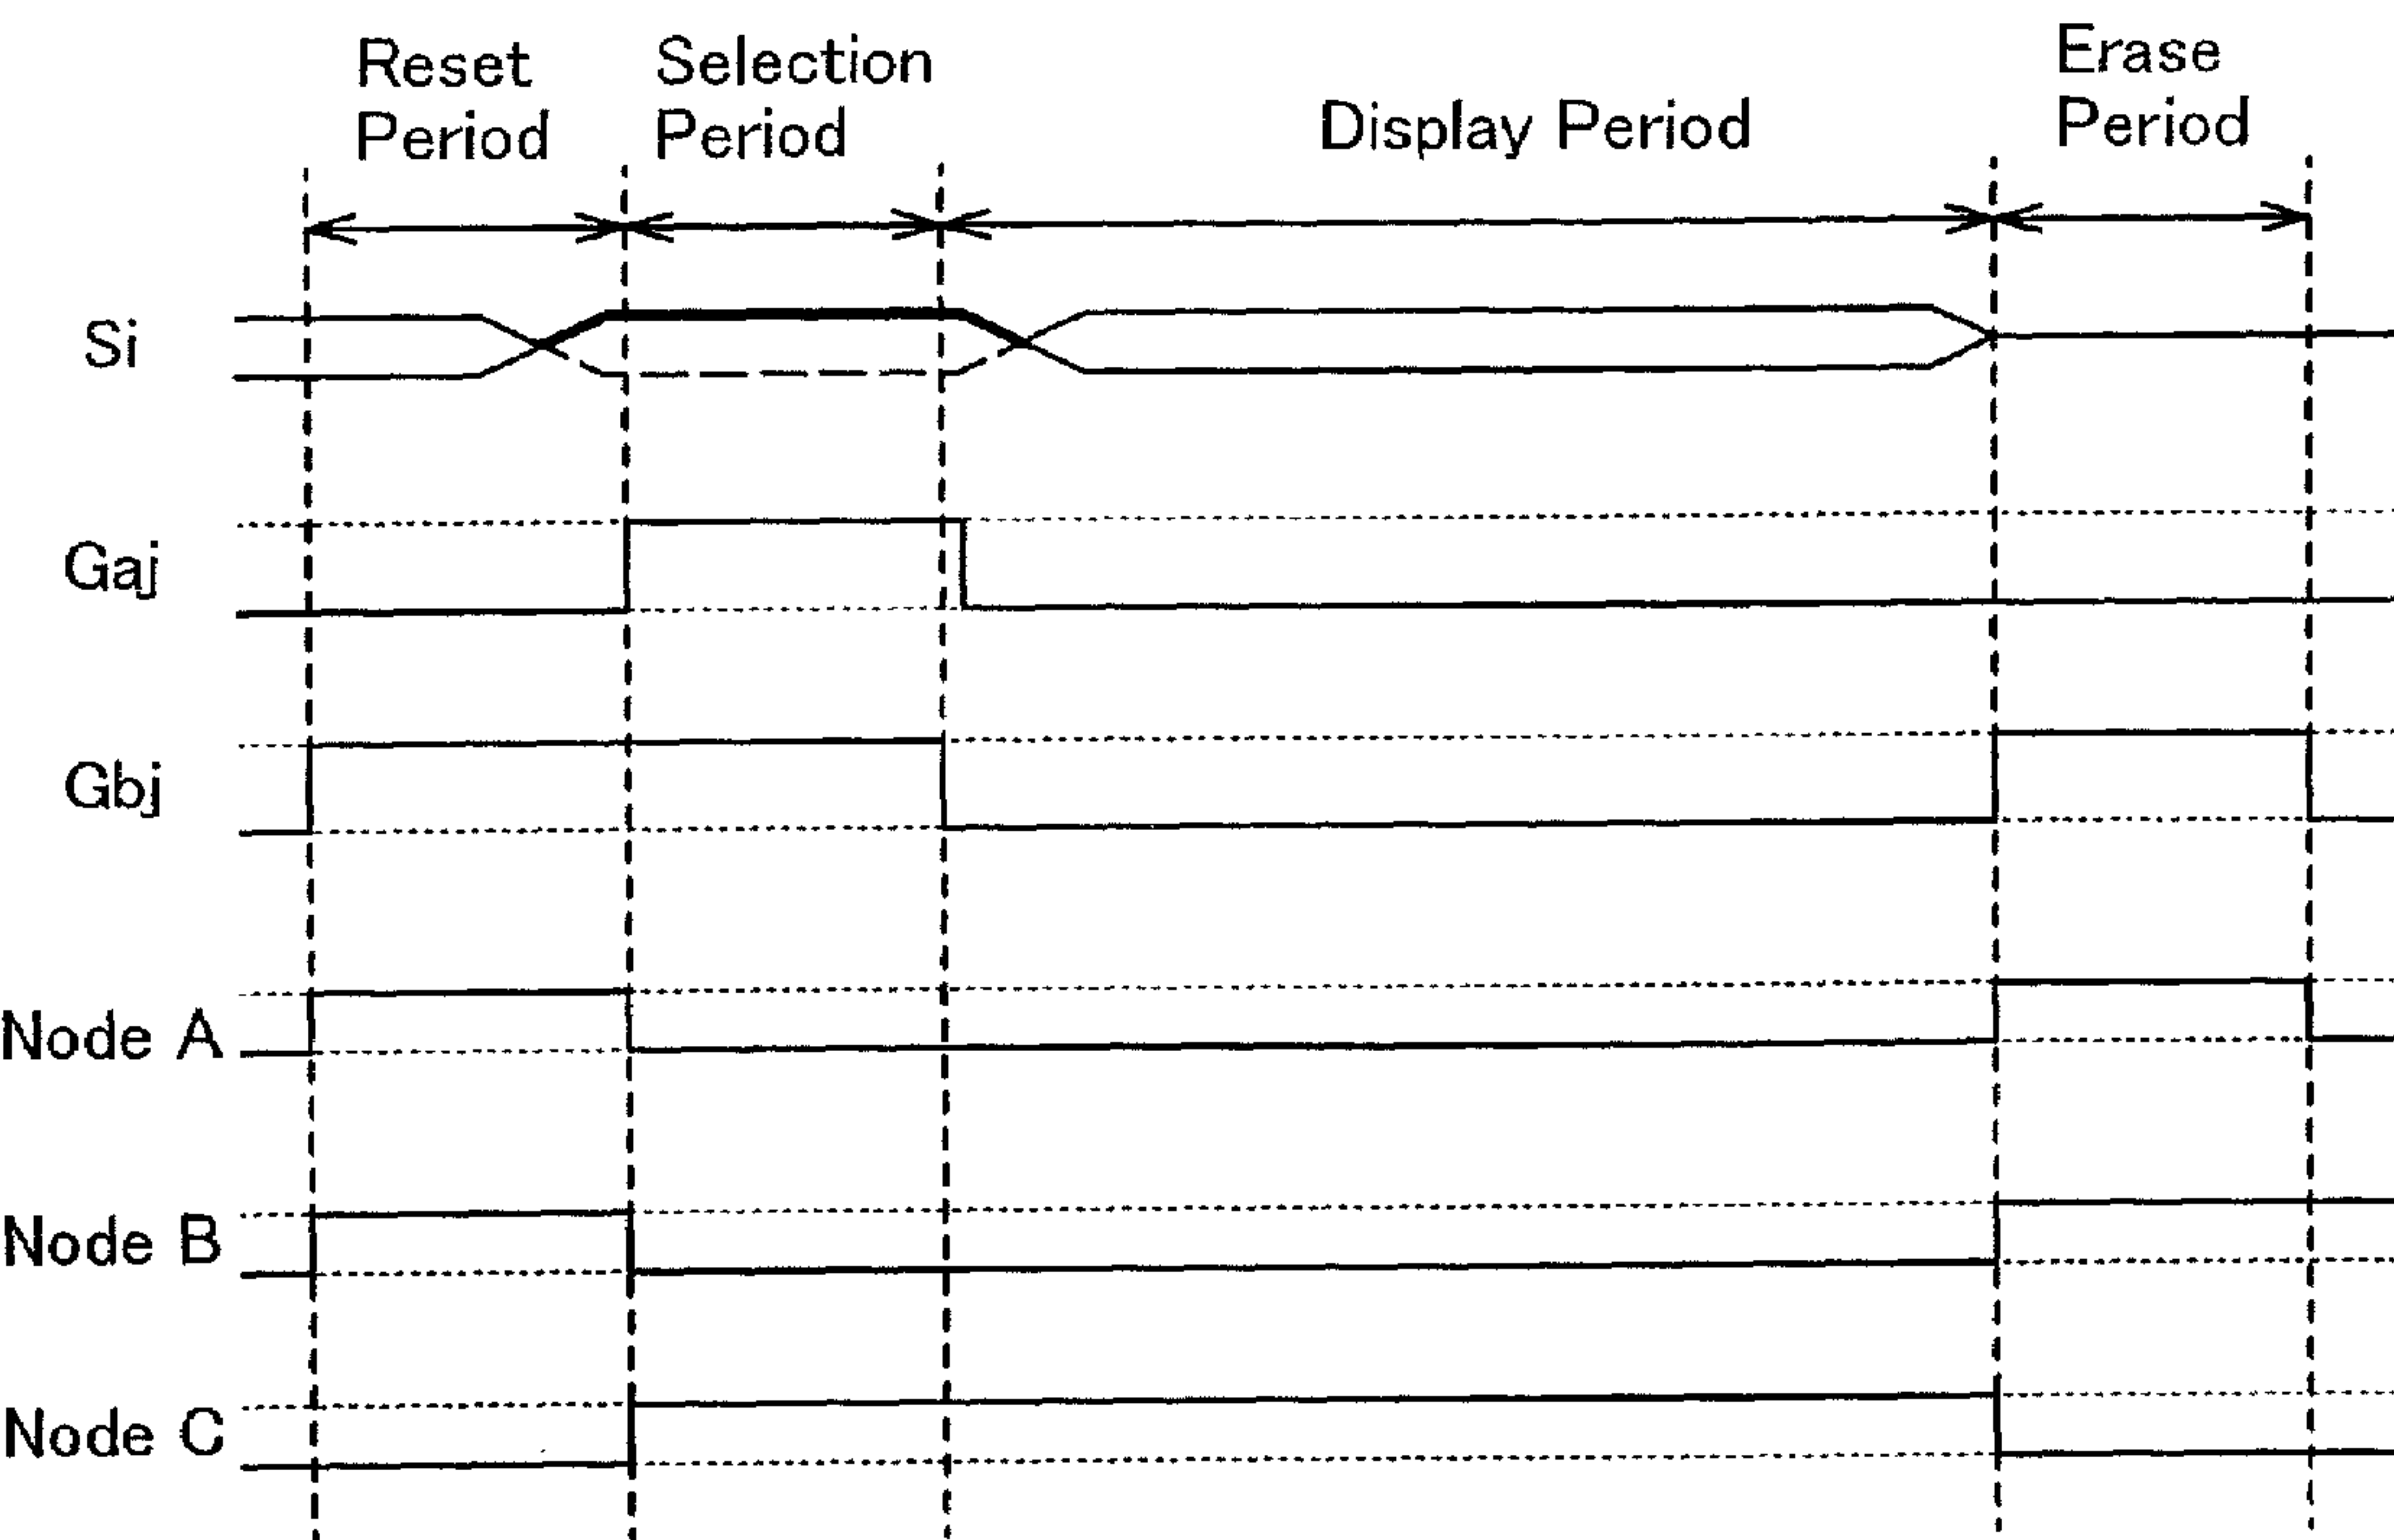 Reset
Period
Selection
Period
Display Period
Erase
Period
Si
Gaj
Gbj
Node A
Node B
Node C